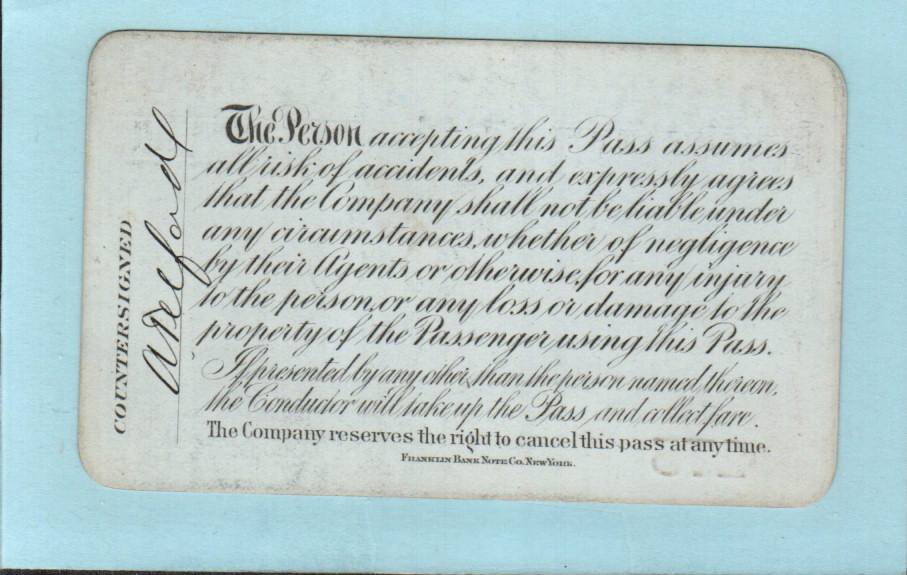 COUNTERSIGNED
The Person accepting this Pass assumes
all risk of accidents, and expressly agrees
that the Company shall not be liable under
any circumstances, whether of negligence
by their Agents or otherwise, for any injury
to the person, or any loss or damage to the
property of the Passenger using this Pass.
If presented by any other than the person named thereon,
the Conductor will take up the Pass and collect fare.
The Company reserves the right to cancel this pass at any time.
FRANKLIN BANK NOTE CO. NEW YORK.